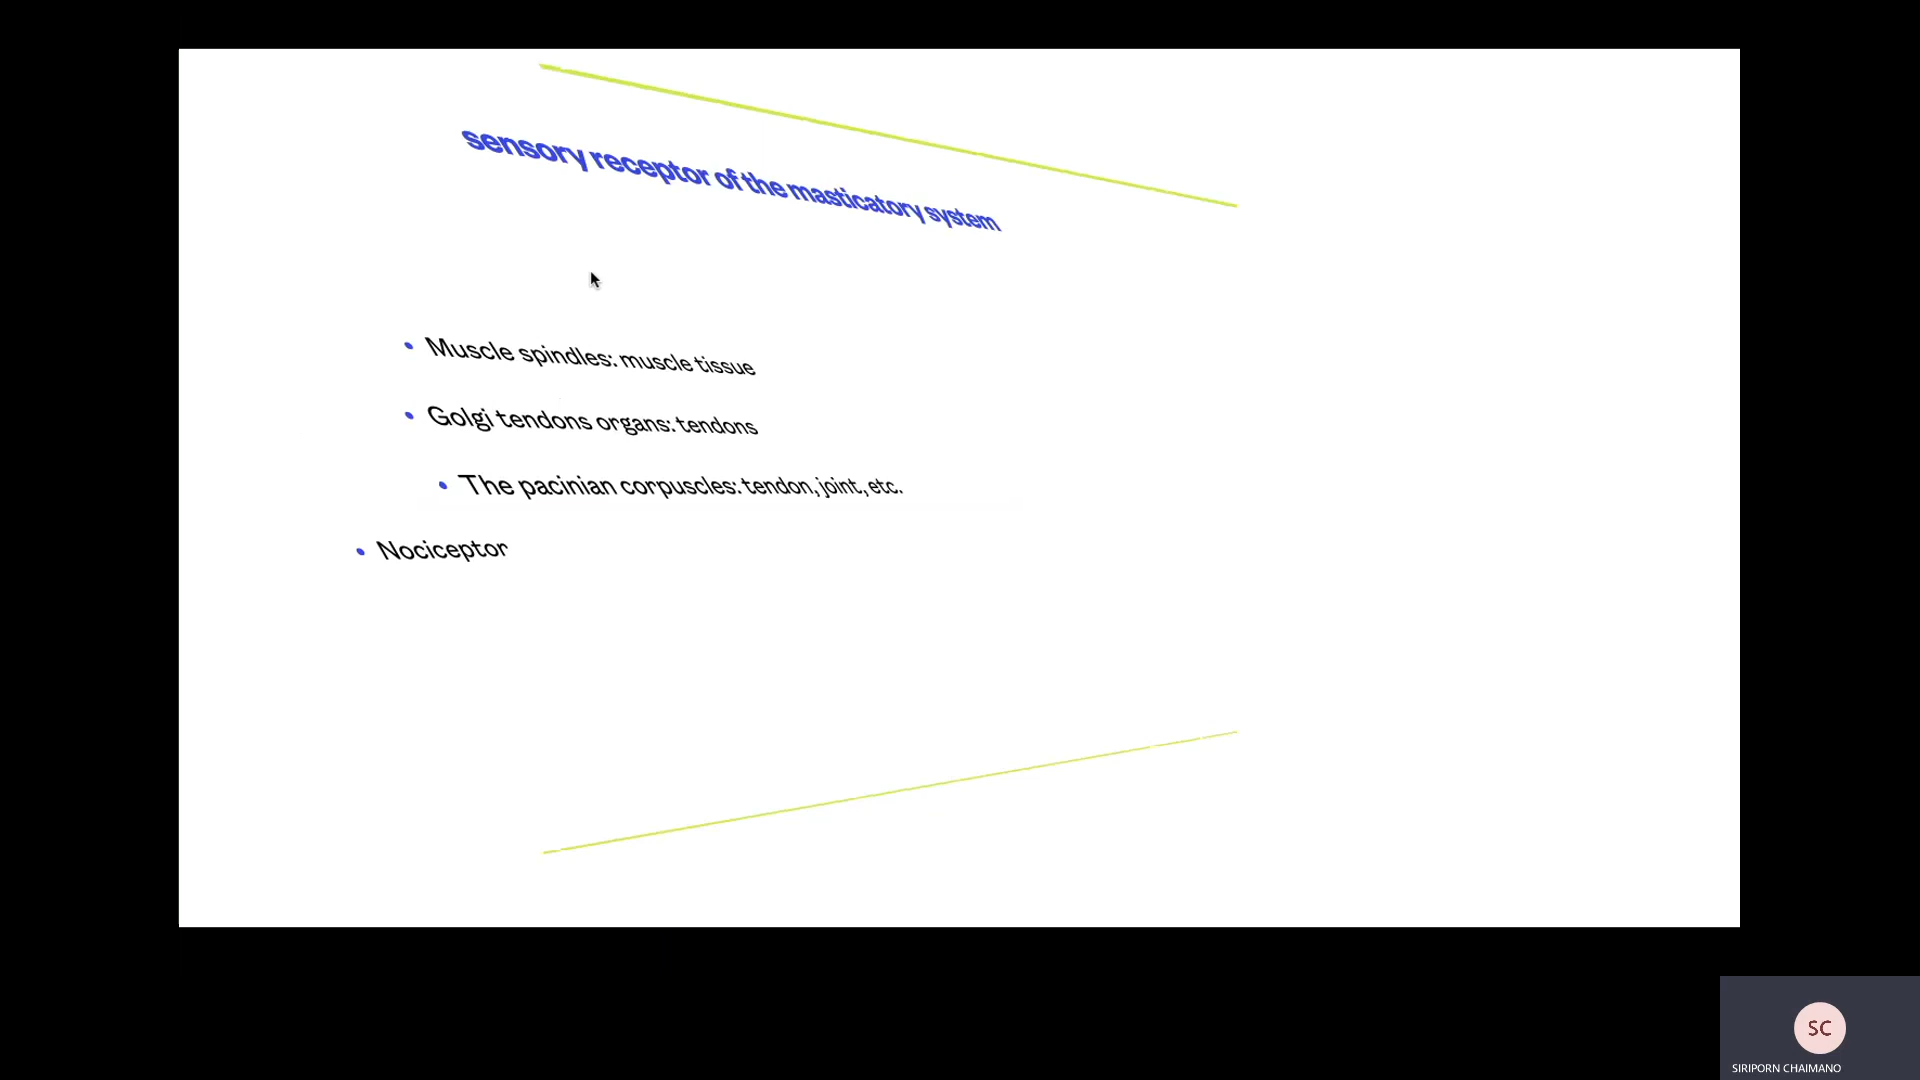 sensory receptor of the masticatory system
• Muscle spindles: muscle tissue
• Golgi tendons organs: tendons
• The pacinian corpuscles: tendon, joint, etc.
• Nociceptor
SC
SIRIPORN CHAIMANO